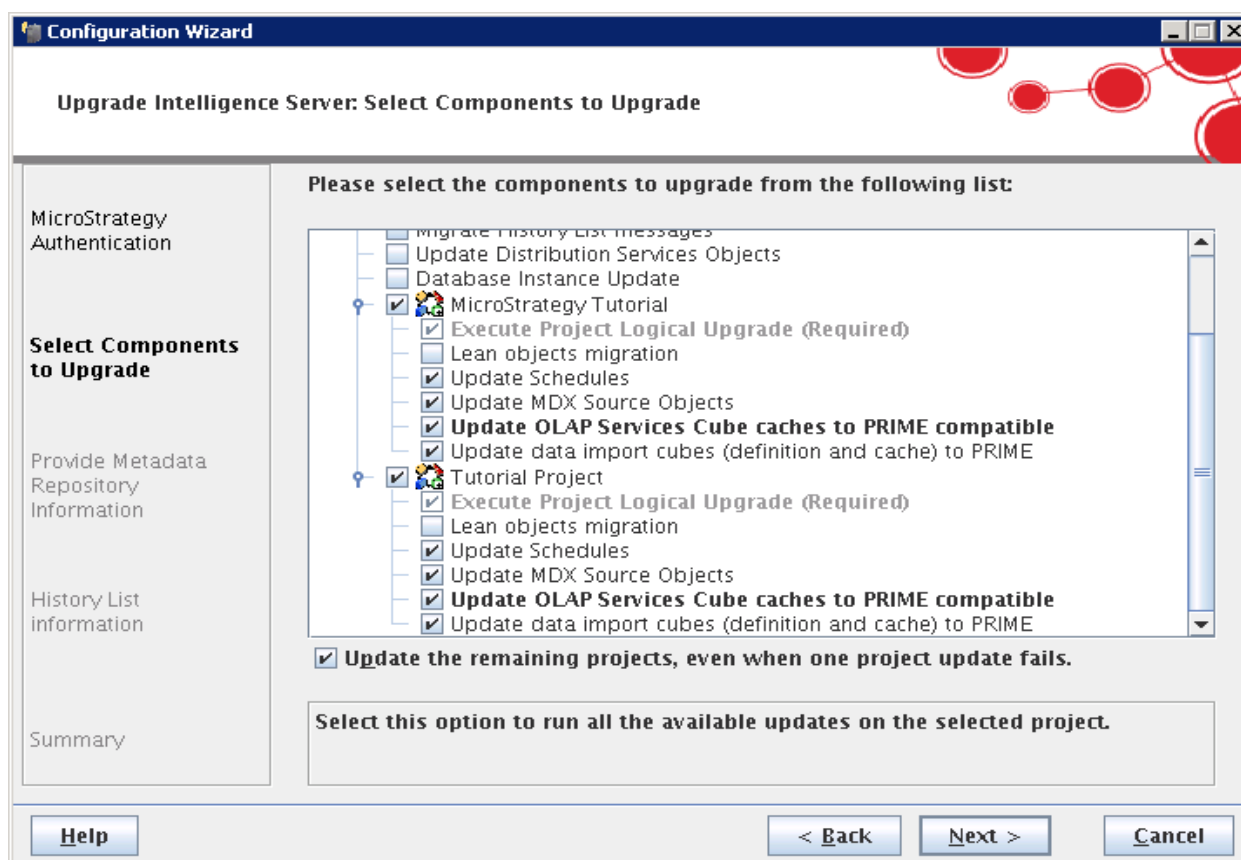 Configuration Wizard
Upgrade Intelligence Server: Select Components to Upgrade
MicroStrategy
Authentication
Select Components
to Upgrade
Provide Metadata
Repository
Information
History List
information
Summary
Please select the components to upgrade from the following list:
Migrate History List messages
Update Distribution Services Objects
Database Instance Update
MicroStrategy Tutorial
Execute Project Logical Upgrade (Required)
Lean objects migration
Update Schedules
Update MDX Source Objects
Update OLAP Services Cube caches to PRIME compatible
Update data import cubes (definition and cache) to PRIME
Tutorial Project
Execute Project Logical Upgrade (Required)
Lean objects migration
Update Schedules
Update MDX Source Objects
Update OLAP Services Cube caches to PRIME compatible
Update data import cubes (definition and cache) to PRIME
Update the remaining projects, even when one project update fails.
Select this option to run all the available updates on the selected project.
Help
< Back
Next >
Cancel